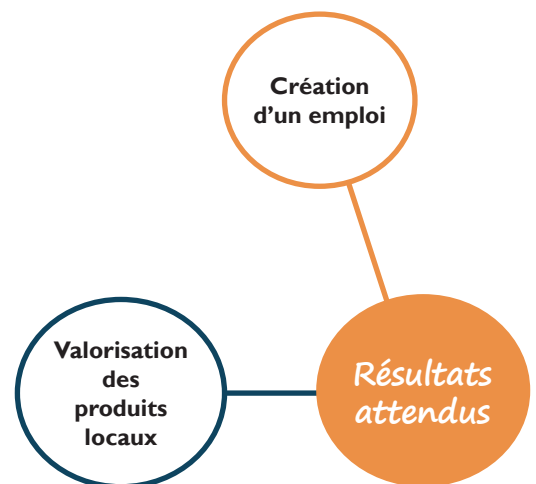 Création
d'un emploi
Valorisation
des
produits
locaux
Résultats
attendus